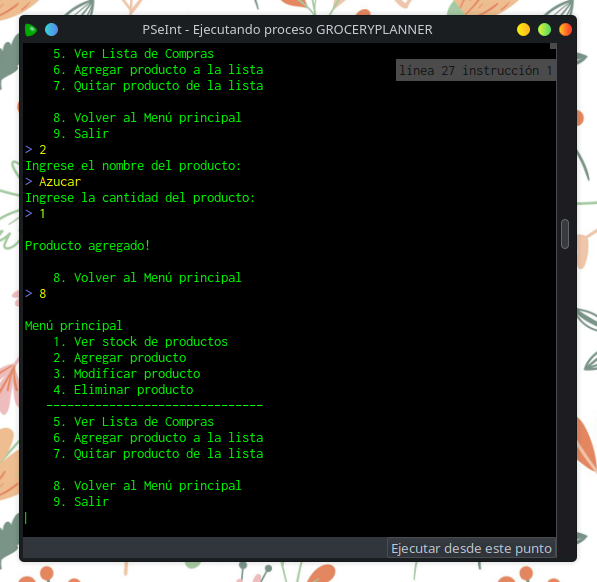 PSeInt - Ejecutando proceso GROCERYPLANNER
    5. Ver Lista de Compras
    6. Agregar producto a la lista
línea 27 instrucción 1
    7. Quitar producto de la lista
    8. Volver al Menú principal
    9. Salir
> 2
Ingrese el nombre del producto:
> Azucar
Ingrese la cantidad del producto:
> 1
Producto agregado!
    8. Volver al Menú principal
> 8
Menú principal
    1. Ver stock de productos
    2. Agregar producto
    3. Modificar producto
    4. Eliminar producto
   -------------------------------
    5. Ver Lista de Compras
    6. Agregar producto a la lista
    7. Quitar producto de la lista
    8. Volver al Menú principal
    9. Salir
Ejecutar desde este punto